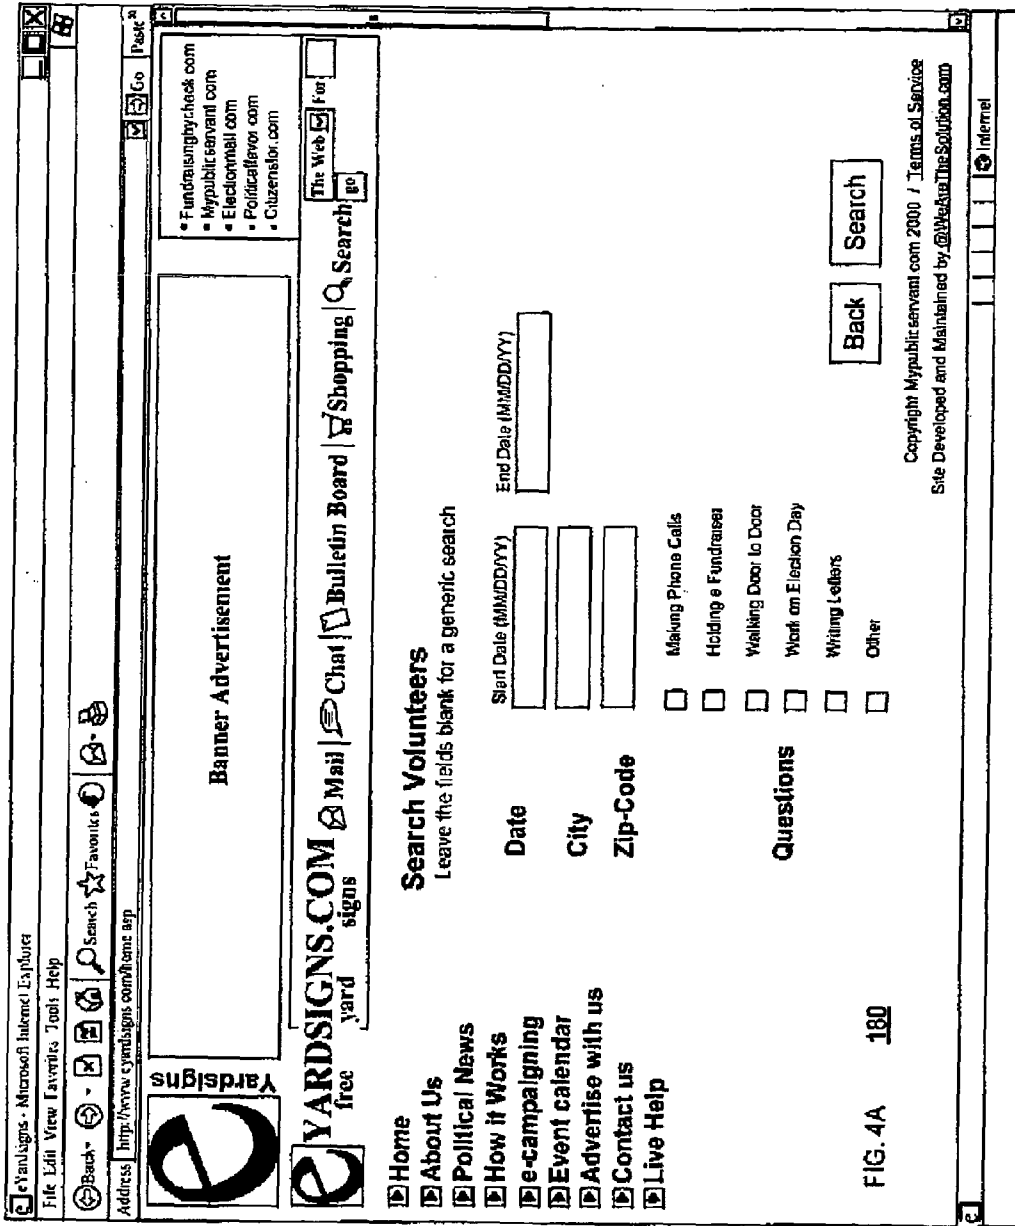 eYardsigns - Microsoft Internet Explorer
File Edit View Favorites Tools Help
Back Search Favorites
Address http://www.eyardsigns.com/home.asp Go
Yardsigns
Banner Advertisement
Fundraisingbycheck com
Mypublicservant com
Electionmall com
Politicalfavor com
Citizensfor.com
eYARDSIGNS.COM Mail Chat Bulletin Board Shopping Search The Web For
free yard signs go
Home
About Us
Political News
How it Works
e-campaigning
Event calendar
Advertise with us
Contact us
Live Help
Search Volunteers
Leave the fields blank for a generic search
Start Date (MM/DD/YY) End Date (MM/DD/YY)
Date
City
Zip-Code
Questions
Making Phone Calls
Holding a Fundraiser
Walking Door to Door
Work on Election Day
Writing Letters
Other
Back Search
Copyright Mypublicservant com 2000 / Terms of Service
Site Developed and Maintained by @WeAreTheSolution.com
Internet
FIG. 4A 180